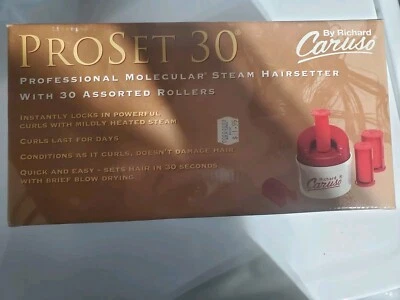 PROSET 30®
By Richard
Caruso
PROFESSIONAL MOLECULAR® STEAM HAIRSETTER
WITH 30 ASSORTED ROLLERS
INSTANTLY LOCKS IN POWERFUL
CURLS WITH MILDLY HEATED STEAM
CURLS LAST FOR DAYS
CONDITIONS AS IT CURLS, DOESN'T DAMAGE HAIR
QUICK AND EASY - SETS HAIR IN 30 SECONDS
WITH BRIEF BLOW DRYING
Richard
Caruso